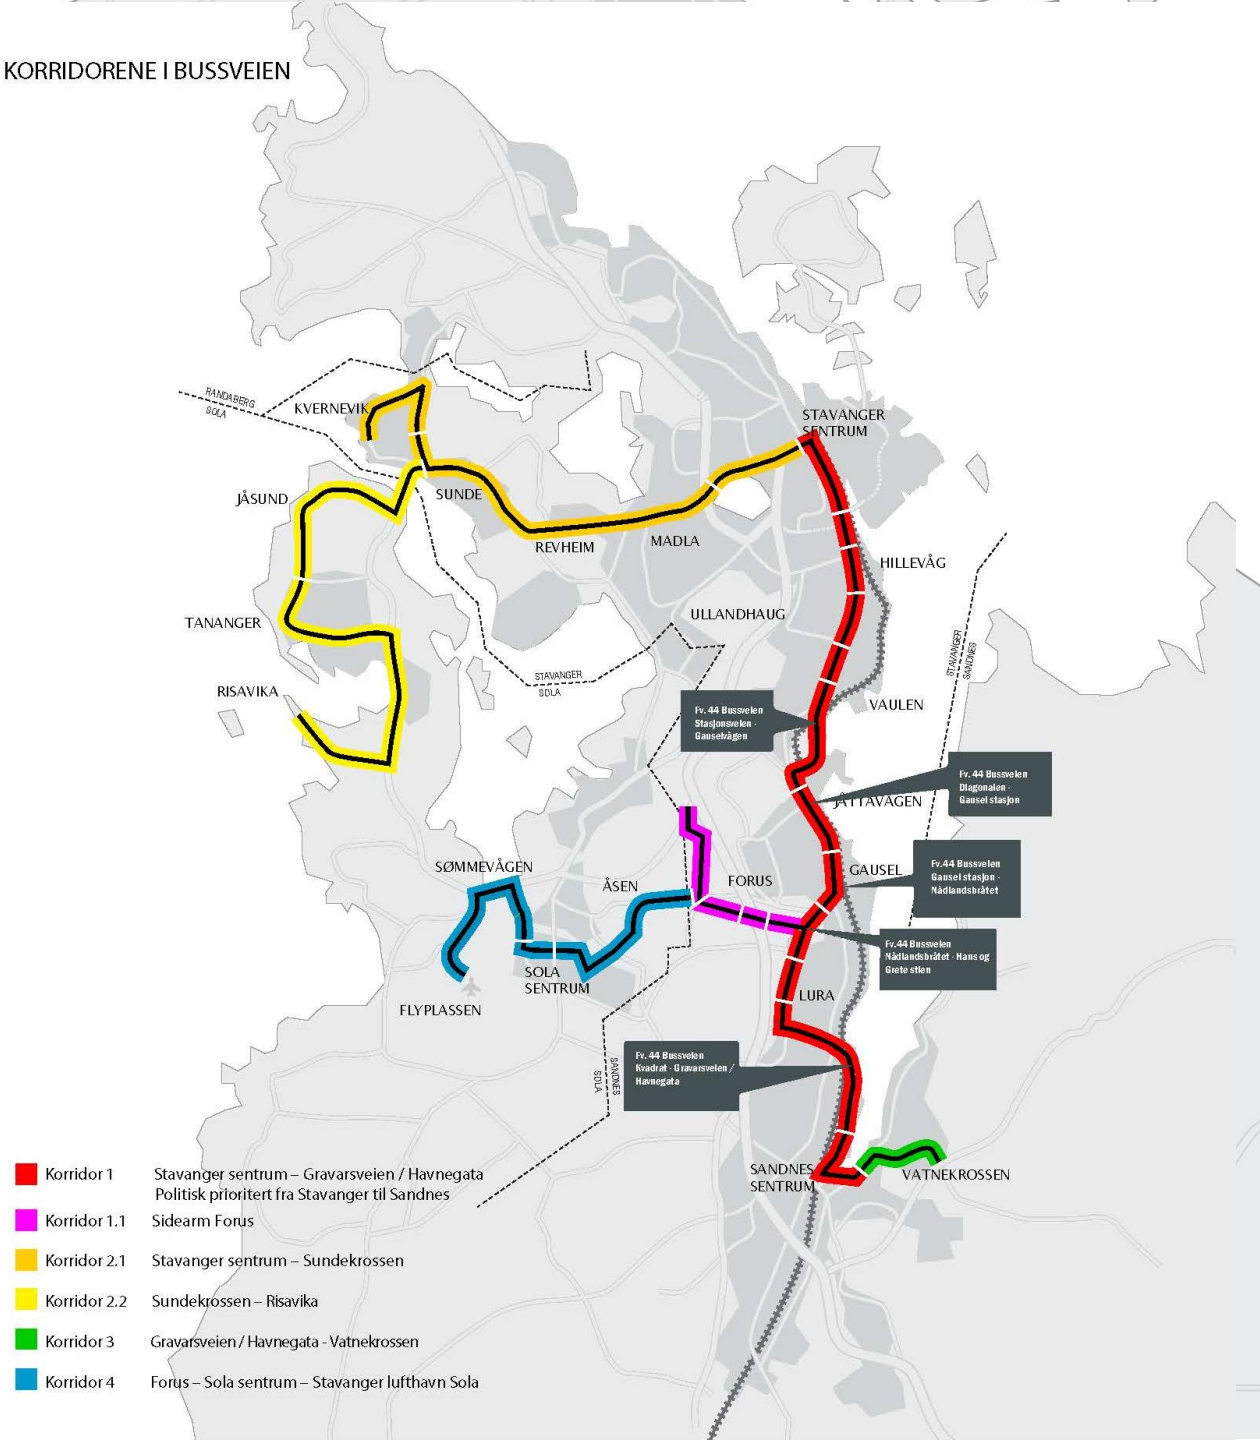 KORRIDORENE I BUSSVEIEN
RANDABERG
SOLA
KVERNEVIK
STAVANGER
SENTRUM
JÅSUND
SUNDE
REVHEIM
MADLA
HILLEVÅG
TANANGER
ULLANDHAUG
STAVANGER
SANDNES
STAVANGER
SOLA
RISAVIKA
VAULEN
Fv. 44 Bussveien
Stasjonsveien -
Gauselvågen
Fv. 44 Bussveien
Diagonalen -
Gausel stasjon
JÅTTAVÅGEN
SØMMEVÅGEN
ÅSEN
FORUS
GAUSEL
Fv. 44 Bussveien
Gausel stasjon -
Nådlandsbråtet
Fv. 44 Bussveien
Nådlandsbråtet - Hans og
Grete stien
SOLA
SENTRUM
FLYPLASSEN
LURA
Fv. 44 Bussveien
Kvadrat - Gravarsveien /
Havnegata
SANDNES
SOLA
SANDNES
SENTRUM
VATNEKROSSEN
Korridor 1 Stavanger sentrum – Gravarsveien / Havnegata
Politisk prioritert fra Stavanger til Sandnes
Korridor 1.1 Sidearm Forus
Korridor 2.1 Stavanger sentrum – Sundekrossen
Korridor 2.2 Sundekrossen – Risavika
Korridor 3 Gravarsveien / Havnegata - Vatnekrossen
Korridor 4 Forus – Sola sentrum – Stavanger lufthavn Sola